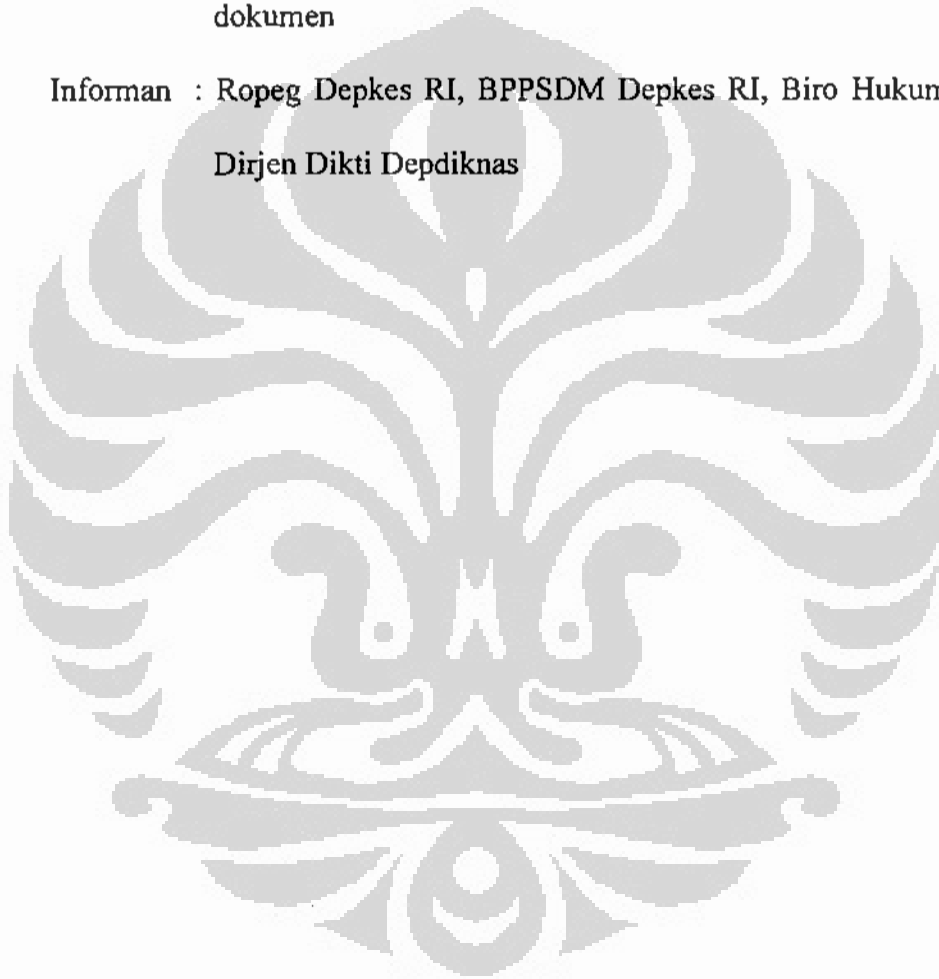 dokumen
Informan : Ropeg Depkes RI, BPPSDM Depkes RI, Biro Hukum
Dirjen Dikti Depdiknas